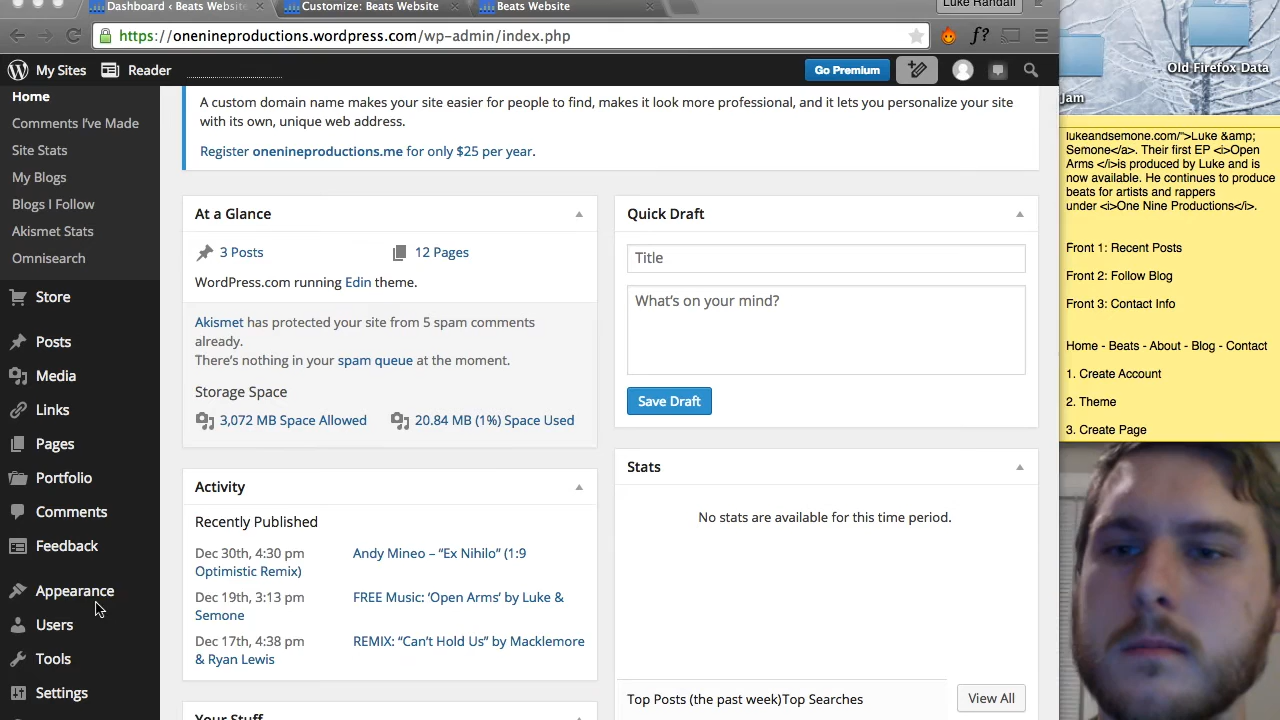 Dashboard ‹ Beats Website
Customize: Beats Website
Beats Website
Luke Randall
https://onenineproductions.wordpress.com/wp-admin/index.php
f?
My Sites
Reader
Go Premium
Home
Comments I've Made
Site Stats
My Blogs
Blogs I Follow
Akismet Stats
Omnisearch
Store
Posts
Media
Links
Pages
Portfolio
Comments
Feedback
Appearance
Users
Tools
Settings
A custom domain name makes your site easier for people to find, makes it look more professional, and it lets you personalize your site
with its own, unique web address.
Register onenineproductions.me for only $25 per year.
At a Glance
3 Posts
12 Pages
WordPress.com running Edin theme.
Akismet has protected your site from 5 spam comments
already.
There's nothing in your spam queue at the moment.
Storage Space
3,072 MB Space Allowed
20.84 MB (1%) Space Used
Activity
Recently Published
Dec 30th, 4:30 pm Andy Mineo – “Ex Nihilo” (1:9
Optimistic Remix)
Dec 19th, 3:13 pm FREE Music: ‘Open Arms’ by Luke &
Semone
Dec 17th, 4:38 pm REMIX: “Can’t Hold Us” by Macklemore
& Ryan Lewis
Your Stuff
Quick Draft
Title
What's on your mind?
Save Draft
Stats
No stats are available for this time period.
Top Posts (the past week)Top Searches
View All
Old Firefox Data
Jam
lukeandsemone.com/">Luke &amp;
Semone</a>. Their first EP <i>Open
Arms </i>is produced by Luke and is
now available. He continues to produce
beats for artists and rappers
under <i>One Nine Productions</i>.
Front 1: Recent Posts
Front 2: Follow Blog
Front 3: Contact Info
Home - Beats - About - Blog - Contact
1. Create Account
2. Theme
3. Create Page